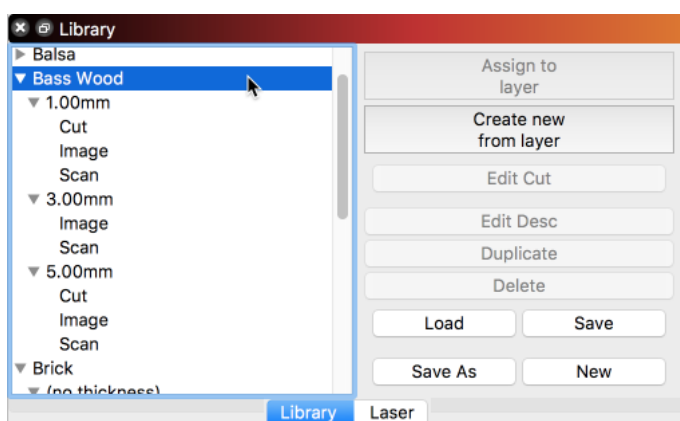 Library
Balsa
Bass Wood
1.00mm
Cut
Image
Scan
3.00mm
Image
Scan
5.00mm
Cut
Image
Scan
Brick
(no thickness)
Assign to
layer
Create new
from layer
Edit Cut
Edit Desc
Duplicate
Delete
Load Save
Save As New
Library Laser